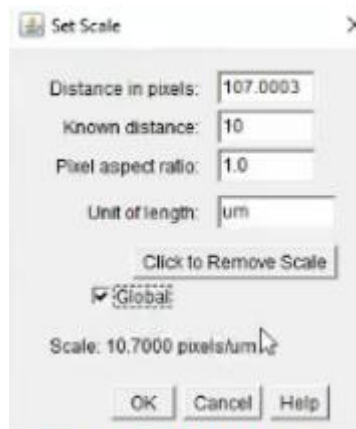 Set Scale
Distance in pixels: 107.0003
Known distance: 10
Pixel aspect ratio: 1.0
Unit of length: um
Click to Remove Scale
Global
Scale: 10.7000 pixels/um
OK Cancel Help